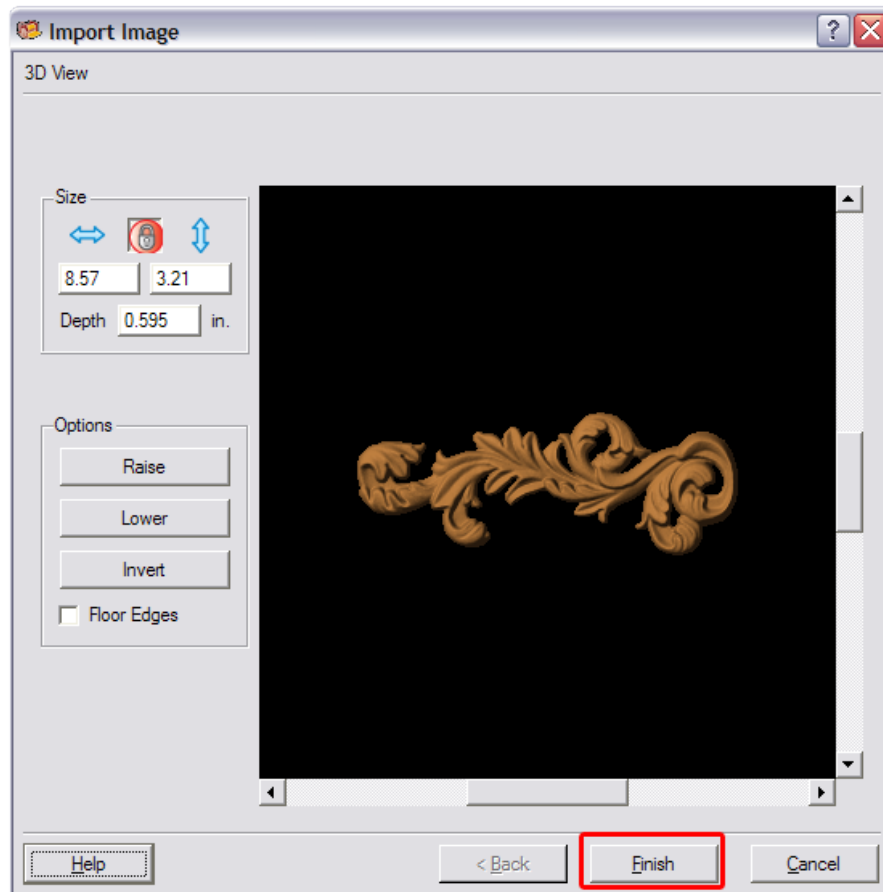 Import Image
3D View
Size
8.57 3.21
Depth 0.595 in.
Options
Raise
Lower
Invert
Floor Edges
Help < Back Finish Cancel